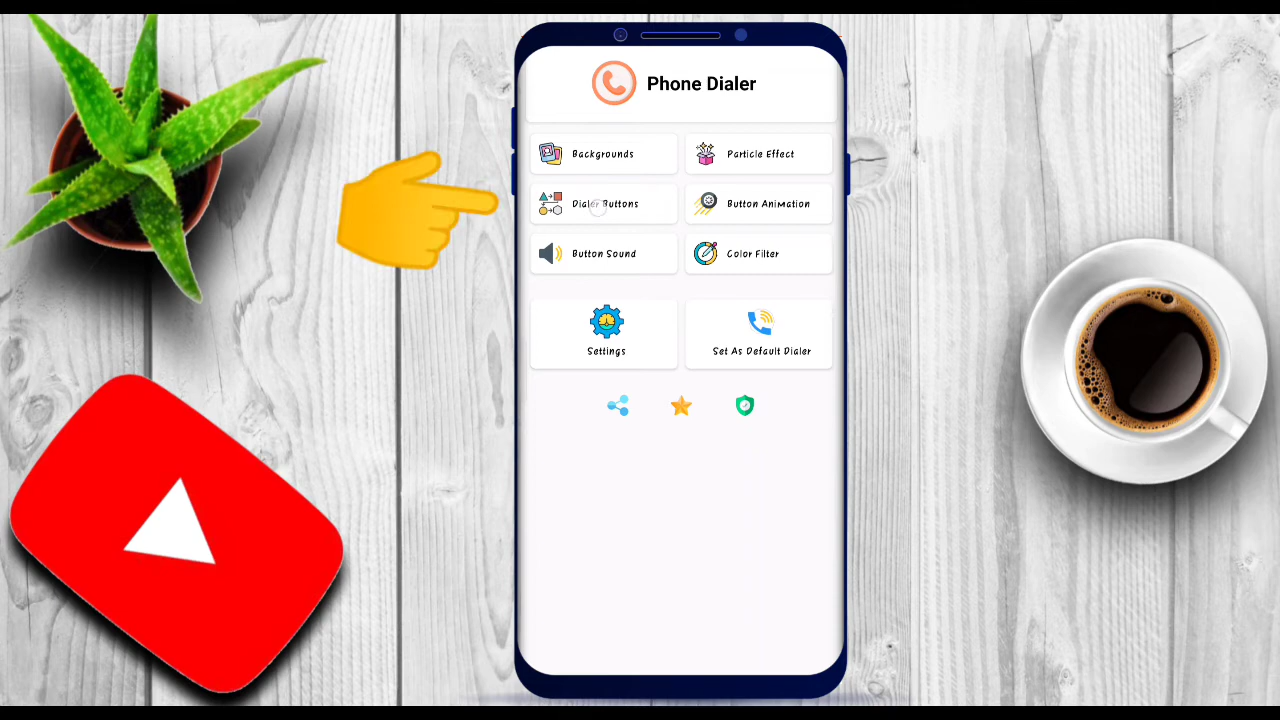 Phone Dialer
Backgrounds
Particle Effect
Dialer Buttons
Button Animation
Button Sound
Color Filter
Settings
Set As Default Dialer